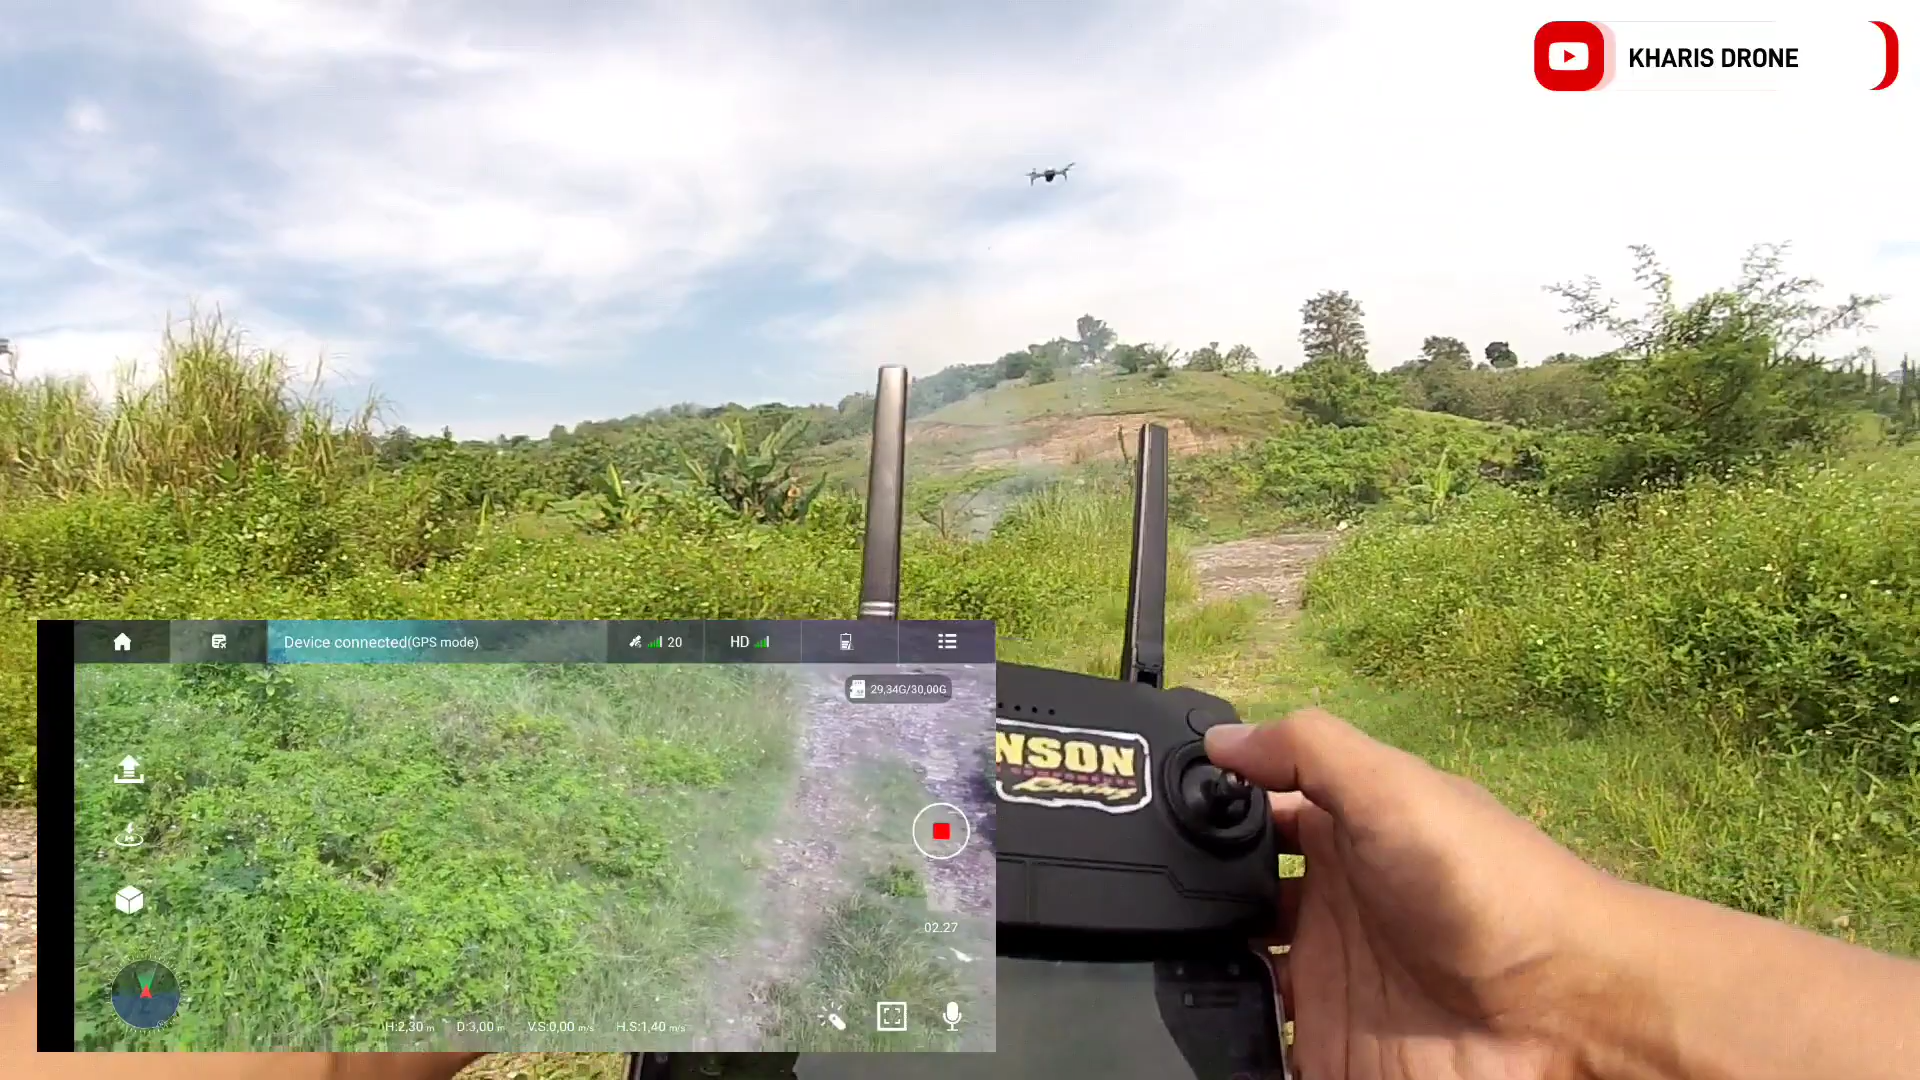 KHARIS DRONE
Device connected(GPS mode)
20
HD
29,34G/30,00G
NSON
Racing
02.27
H:2,30 m D:3,00 m V.S:0,00 m/s H.S:1,40 m/s